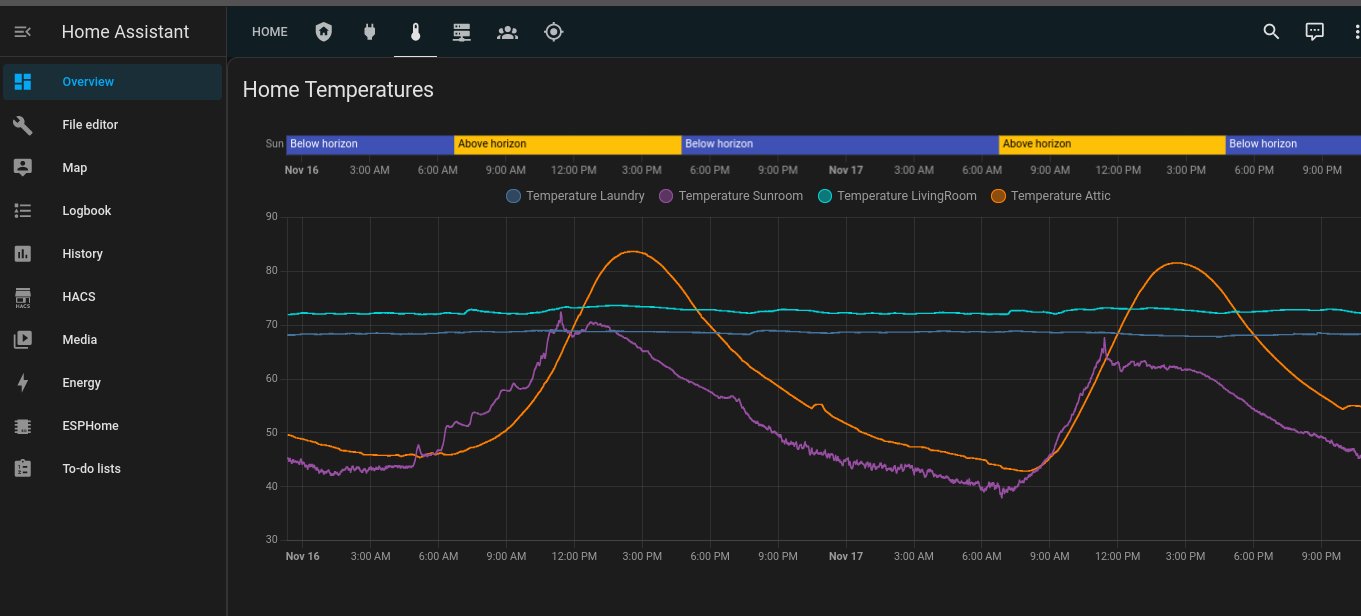 Home Assistant
HOME
Overview
File editor
Map
Logbook
History
HACS
HACS
Media
Energy
ESPHome
To-do lists
Home Temperatures
Sun Below horizon Above horizon Below horizon Above horizon Below horizon
Nov 16 3:00 AM 6:00 AM 9:00 AM 12:00 PM 3:00 PM 6:00 PM 9:00 PM Nov 17 3:00 AM 6:00 AM 9:00 AM 12:00 PM 3:00 PM 6:00 PM 9:00 PM
Temperature Laundry Temperature Sunroom Temperature LivingRoom Temperature Attic
90
80
70
60
50
40
30
Nov 16 3:00 AM 6:00 AM 9:00 AM 12:00 PM 3:00 PM 6:00 PM 9:00 PM Nov 17 3:00 AM 6:00 AM 9:00 AM 12:00 PM 3:00 PM 6:00 PM 9:00 PM